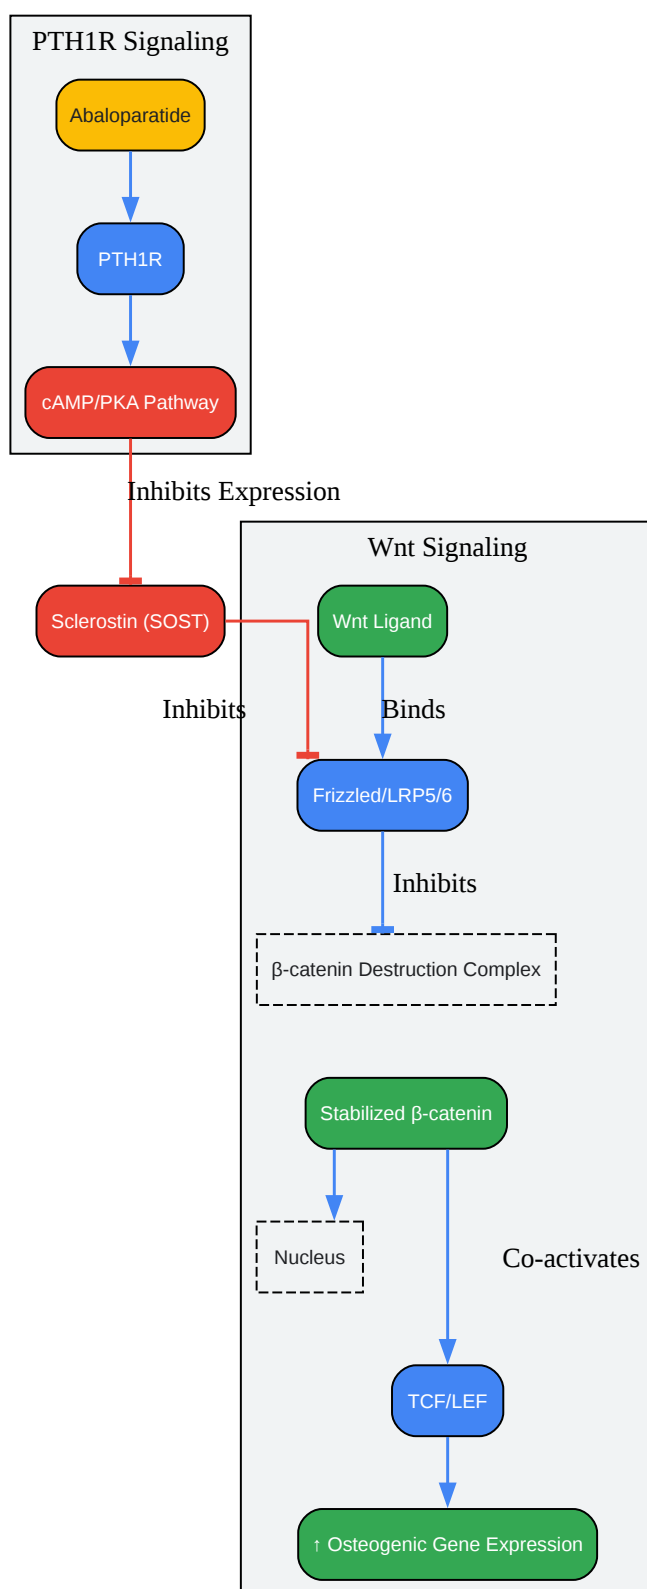 PTH1R Signaling
Abaloparatide
PTH1R
cAMP/PKA Pathway
Inhibits Expression
Wnt Signaling
Sclerostin (SOST)
Wnt Ligand
Inhibits
Binds
Frizzled/LRP5/6
Inhibits
β-catenin Destruction Complex
Stabilized β-catenin
Nucleus
Co-activates
TCF/LEF
↑ Osteogenic Gene Expression